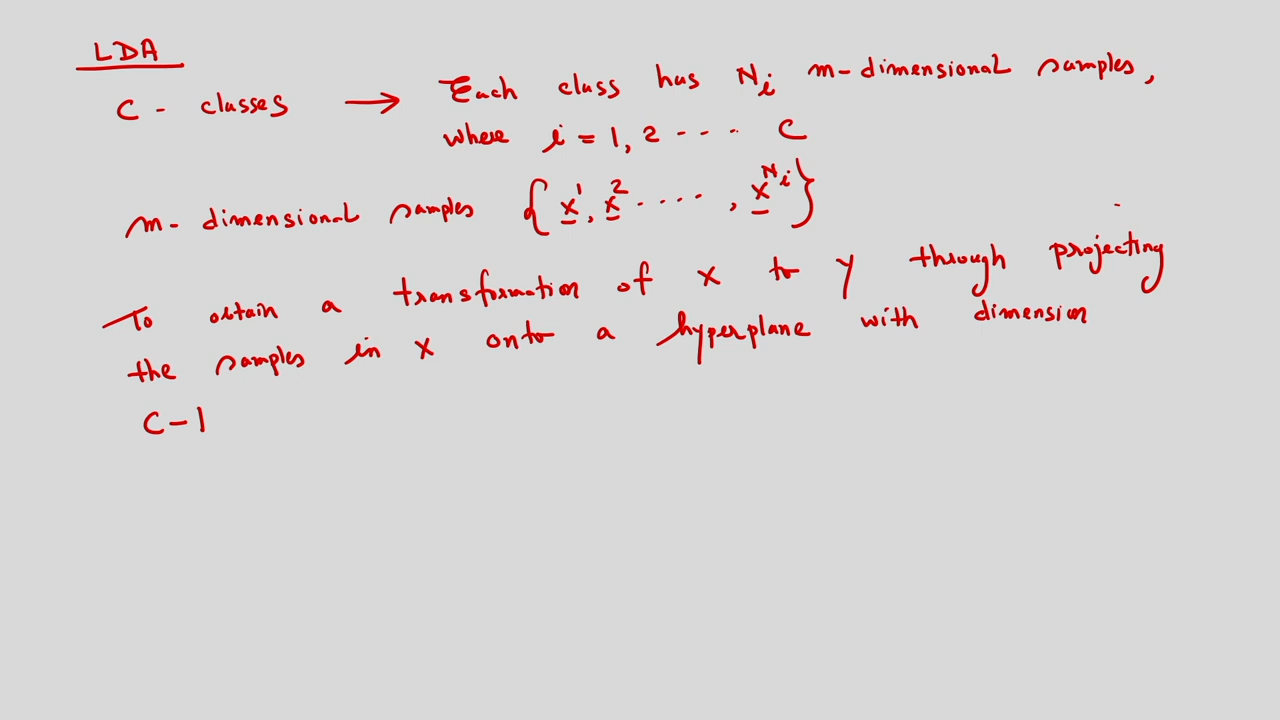 LDA
C - classes → Each class has Nᵢ m-dimensional samples,
where i = 1, 2 - - - - C
m- dimensional samples {x¹, x² - . . . . , x^Nᵢ}
To obtain a transformation of x to y through projecting
the samples in x onto a hyperplane with dimension
C-1